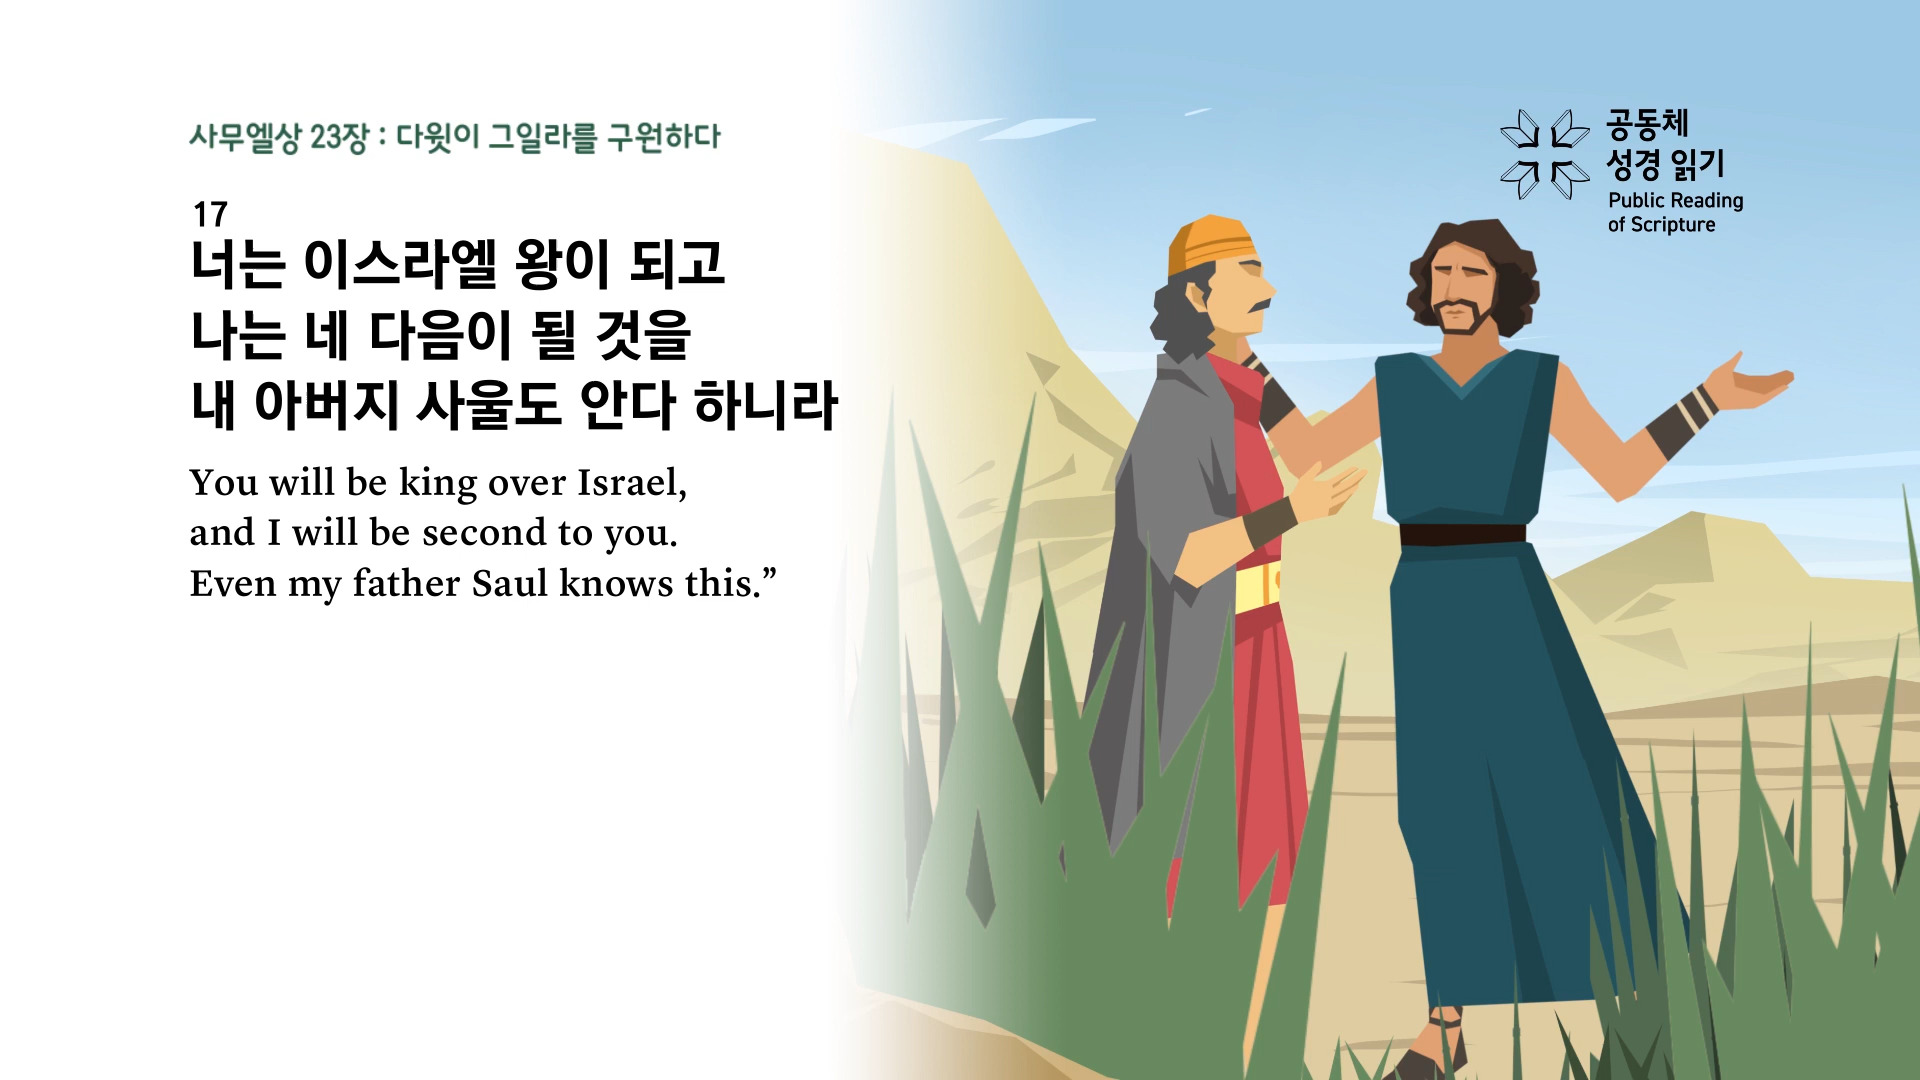 사무엘상 23장 : 다윗이 그일라를 구원하다
17
너는 이스라엘 왕이 되고
나는 네 다음이 될 것을
내 아버지 사울도 안다 하니라
You will be king over Israel,
and I will be second to you.
Even my father Saul knows this.”
공동체
성경 읽기
Public Reading
of Scripture